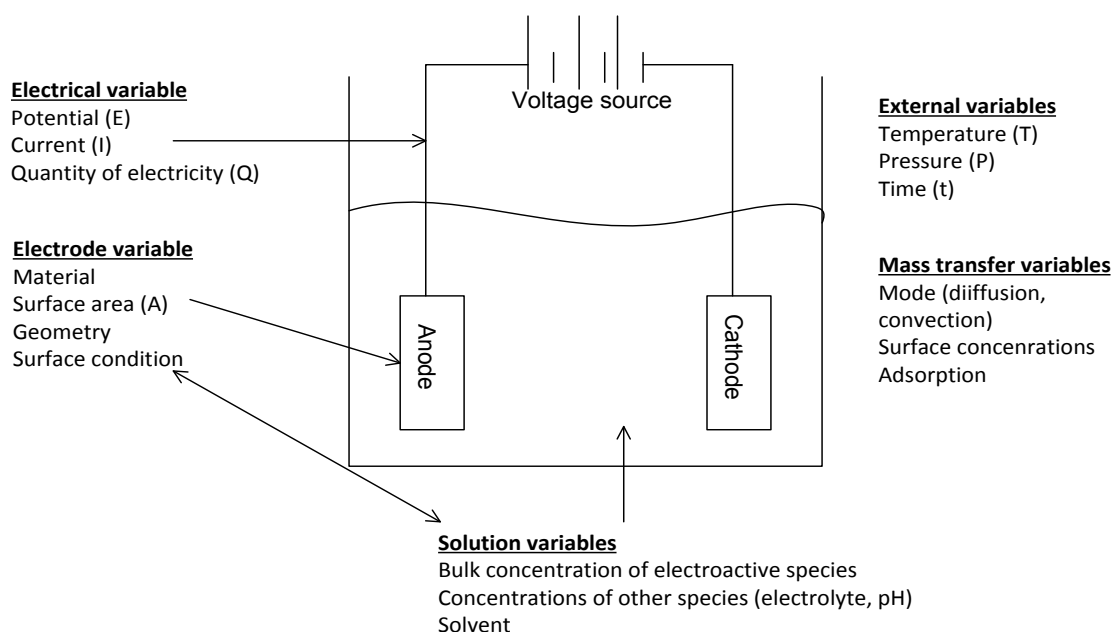 Voltage source
Electrical variable
Potential (E)
Current (I)
Quantity of electricity (Q)
External variables
Temperature (T)
Pressure (P)
Time (t)
Electrode variable
Material
Surface area (A)
Geometry
Surface condition
Anode
Cathode
Mass transfer variables
Mode (diiffusion,
convection)
Surface concenrations
Adsorption
Solution variables
Bulk concentration of electroactive species
Concentrations of other species (electrolyte, pH)
Solvent